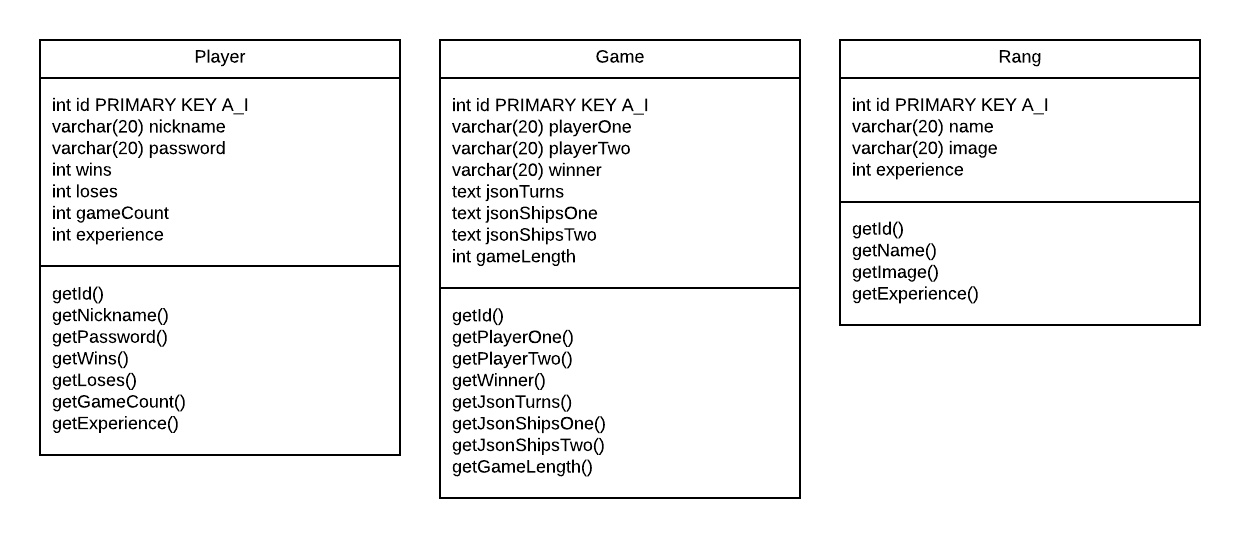 Player
int id PRIMARY KEY A_I
varchar(20) nickname
varchar(20) password
int wins
int loses
int gameCount
int experience
getId()
getNickname()
getPassword()
getWins()
getLoses()
getGameCount()
getExperience()
Game
int id PRIMARY KEY A_I
varchar(20) playerOne
varchar(20) playerTwo
varchar(20) winner
text jsonTurns
text jsonShipsOne
text jsonShipsTwo
int gameLength
getId()
getPlayerOne()
getPlayerTwo()
getWinner()
getJsonTurns()
getJsonShipsOne()
getJsonShipsTwo()
getGameLength()
Rang
int id PRIMARY KEY A_I
varchar(20) name
varchar(20) image
int experience
getId()
getName()
getImage()
getExperience()